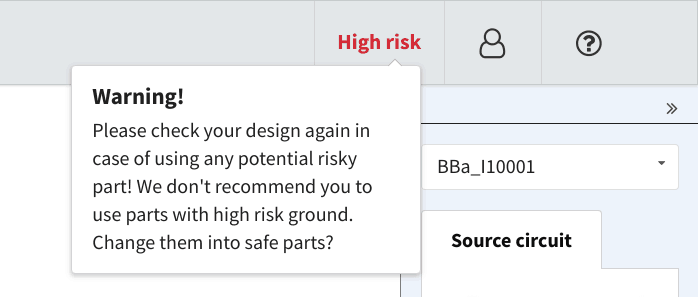 High risk
Warning!
Please check your design again in
case of using any potential risky
part! We don't recommend you to
use parts with high risk ground.
Change them into safe parts?
BBa_I10001
Source circuit